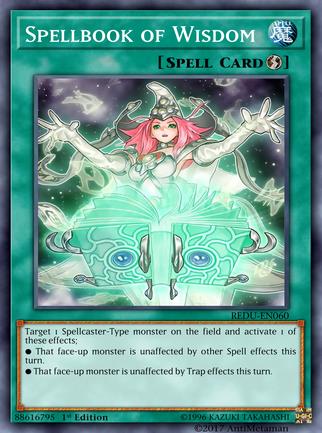 SPELLBOOK OF WISDOM
[SPELL CARD]
REDU-EN060
Target 1 Spellcaster-Type monster on the field and activate 1 of
these effects;
● That face-up monster is unaffected by other Spell effects this
turn.
● That face-up monster is unaffected by Trap effects this turn.
88616795 1st Edition ©1996 KAZUKI TAKAHASHI
©2017 AntiMetaman